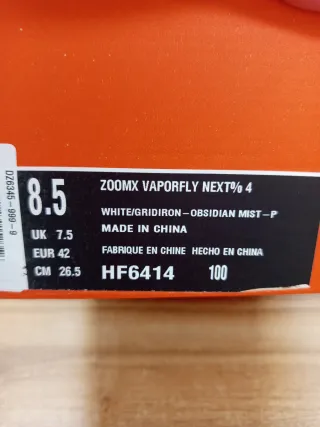 DZ6345-999-9
8.5
UK 7.5
EUR 42
CM 26.5
ZOOMX VAPORFLY NEXT% 4
WHITE/GRIDIRON-OBSIDIAN MIST-P
MADE IN CHINA
FABRIQUE EN CHINE HECHO EN CHINA
HF6414 100